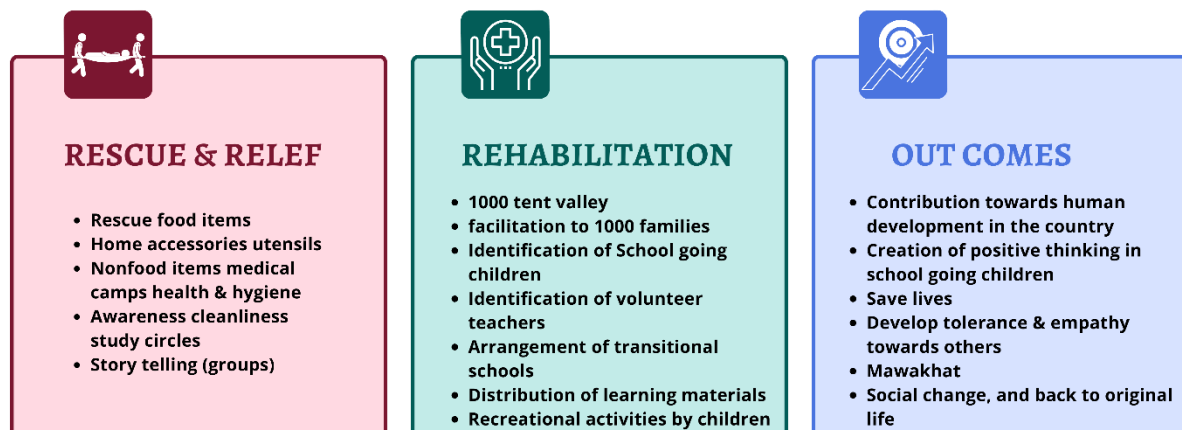 RESCUE & RELEF
• Rescue food items
• Home accessories utensils
• Nonfood items medical
camps health & hygiene
• Awareness cleanliness
study circles
• Story telling (groups)
REHABILITATION
• 1000 tent valley
• facilitation to 1000 families
• Identification of School going
children
• Identification of volunteer
teachers
• Arrangement of transitional
schools
• Distribution of learning materials
• Recreational activities by children
OUT COMES
• Contribution towards human
development in the country
• Creation of positive thinking in
school going children
• Save lives
• Develop tolerance & empathy
towards others
• Mawakhat
• Social change, and back to original
life